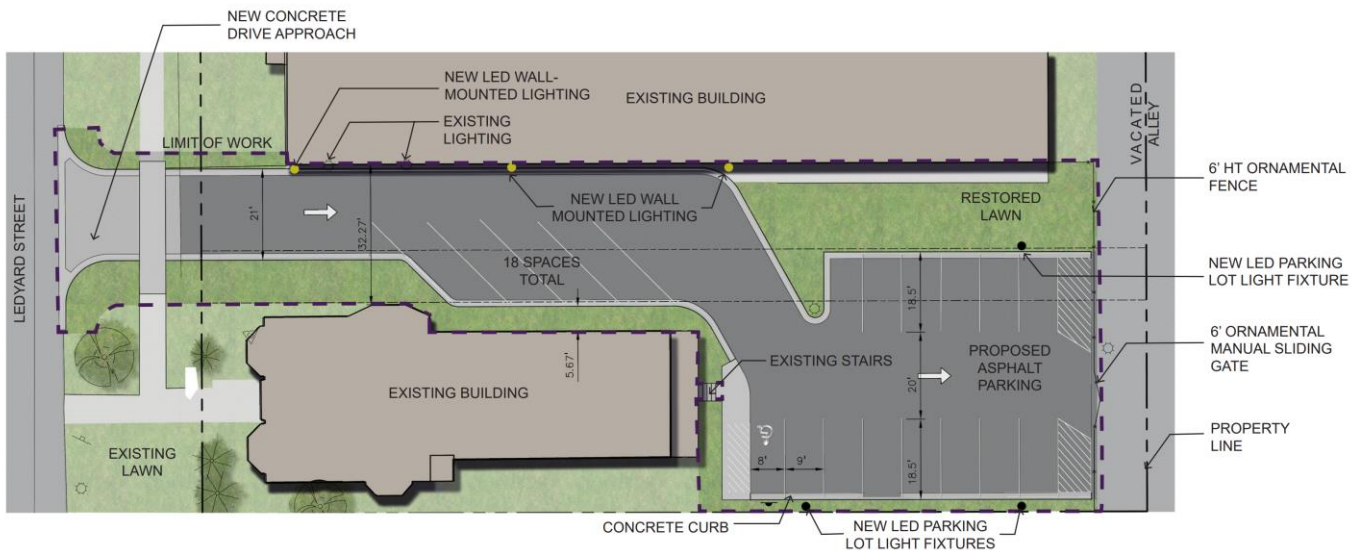 NEW CONCRETE
DRIVE APPROACH
NEW LED WALL-
MOUNTED LIGHTING
EXISTING BUILDING
EXISTING
LIGHTING
LIMIT OF WORK
VACATED
ALLEY
6' HT ORNAMENTAL
FENCE
LEDYARD STREET
21'
32.27'
NEW LED WALL
MOUNTED LIGHTING
RESTORED
LAWN
18 SPACES
TOTAL
NEW LED PARKING
LOT LIGHT FIXTURE
18.5'
5.67'
EXISTING STAIRS
20'
PROPOSED
ASPHALT
PARKING
6' ORNAMENTAL
MANUAL SLIDING
GATE
EXISTING BUILDING
EXISTING
LAWN
8'
9'
18.5'
PROPERTY
LINE
CONCRETE CURB
NEW LED PARKING
LOT LIGHT FIXTURES